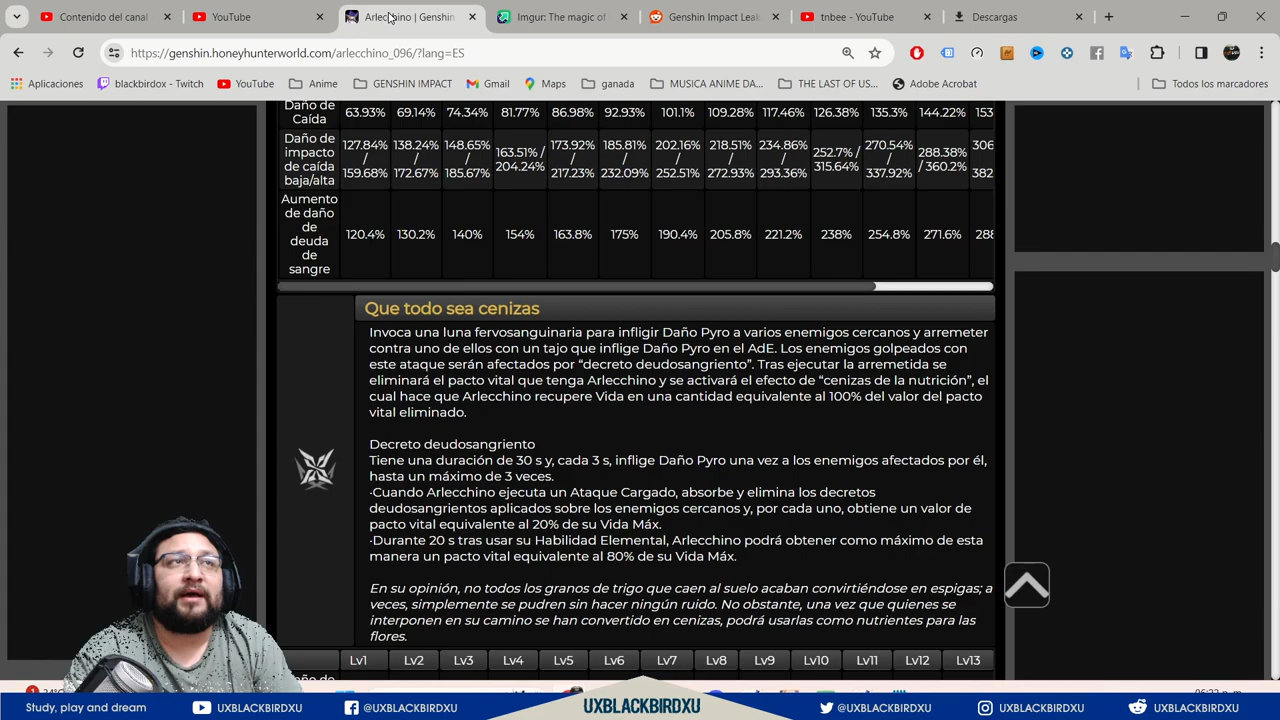 Contenido del canal
YouTube
Arlecchino | Genshin
Imgur: The magic of
Genshin Impact Leak
tnbee - YouTube
Descargas
https://genshin.honeyhunterworld.com/arlecchino_096/?lang=ES
Aplicaciones
blackbirdox - Twitch
YouTube
Anime
GENSHIN IMPACT
Gmail
Maps
ganada
MUSICA ANIME DA...
THE LAST OF US...
Adobe Acrobat
Todos los marcadores
Daño de Caída 63.93% 69.14% 74.34% 81.77% 86.98% 92.93% 101.1% 109.28% 117.46% 126.38% 135.3% 144.22% 153
Daño de impacto de caída baja/alta 127.84% / 159.68% 138.24% / 172.67% 148.65% / 185.67% 163.51% / 204.24% 173.92% / 217.23% 185.81% / 232.09% 202.16% / 252.51% 218.51% / 272.93% 234.86% / 293.36% 252.7% / 315.64% 270.54% / 337.92% 288.38% / 360.2% 306 382
Aumento de daño de deuda de sangre 120.4% 130.2% 140% 154% 163.8% 175% 190.4% 205.8% 221.2% 238% 254.8% 271.6% 288
Que todo sea cenizas
Invoca una luna fervosanguinaria para infligir Daño Pyro a varios enemigos cercanos y arremeter
contra uno de ellos con un tajo que inflige Daño Pyro en el AdE. Los enemigos golpeados con
este ataque serán afectados por “decreto deudosangriento”. Tras ejecutar la arremetida se
eliminará el pacto vital que tenga Arlecchino y se activará el efecto de “cenizas de la nutrición”, el
cual hace que Arlecchino recupere Vida en una cantidad equivalente al 100% del valor del pacto
vital eliminado.
Decreto deudosangriento
Tiene una duración de 30 s y, cada 3 s, inflige Daño Pyro una vez a los enemigos afectados por él,
hasta un máximo de 3 veces.
·Cuando Arlecchino ejecuta un Ataque Cargado, absorbe y elimina los decretos
deudosangrientos aplicados sobre los enemigos cercanos y, por cada uno, obtiene un valor de
pacto vital equivalente al 20% de su Vida Máx.
·Durante 20 s tras usar su Habilidad Elemental, Arlecchino podrá obtener como máximo de esta
manera un pacto vital equivalente al 80% de su Vida Máx.
En su opinión, no todos los granos de trigo que caen al suelo acaban convirtiéndose en espigas; a
veces, simplemente se pudren sin hacer ningún ruido. No obstante, una vez que quienes se
interponen en su camino se han convertido en cenizas, podrá usarlas como nutrientes para las
flores.
Lv1 Lv2 Lv3 Lv4 Lv5 Lv6 Lv7 Lv8 Lv9 Lv10 Lv11 Lv12 Lv13
Study, play and dream
UXBLACKBIRDXU
@UXBLACKBIRDXU
UXBLACKBIRDXU
@UXBLACKBIRDXU
UXBLACKBIRDXU
UXBLACKBIRDXU